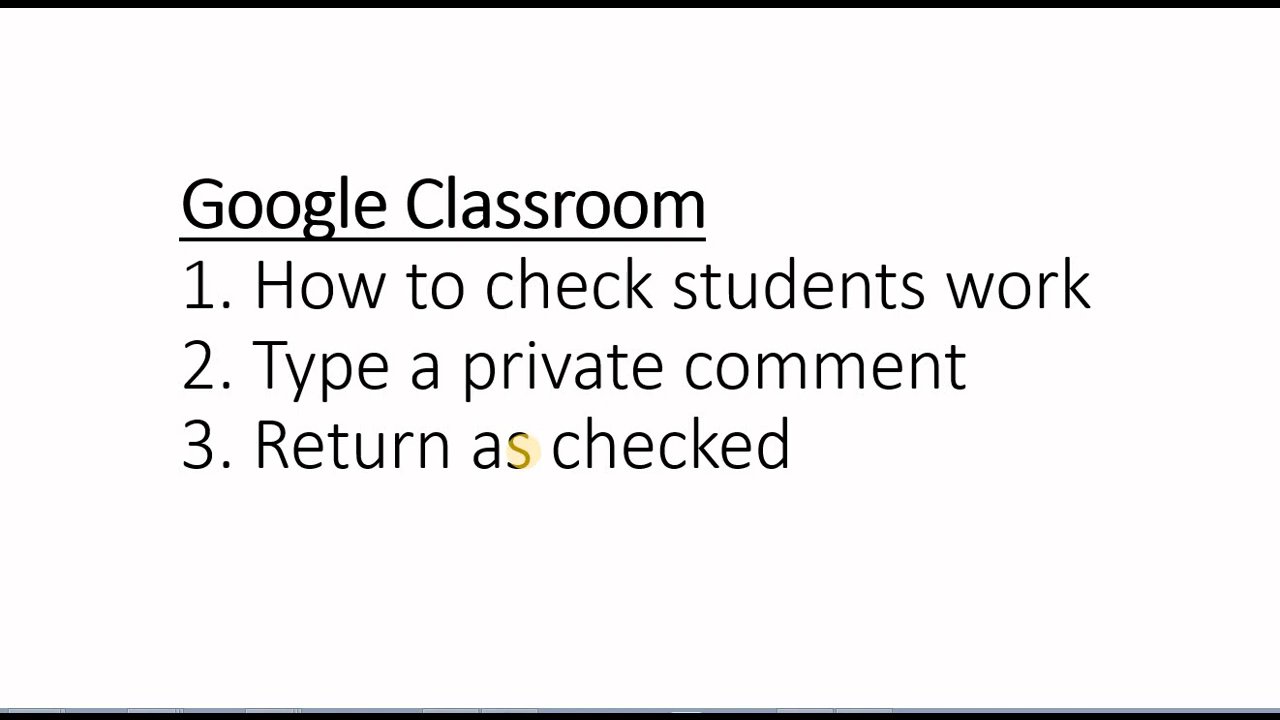 Google Classroom
1. How to check students work
2. Type a private comment
3. Return as checked